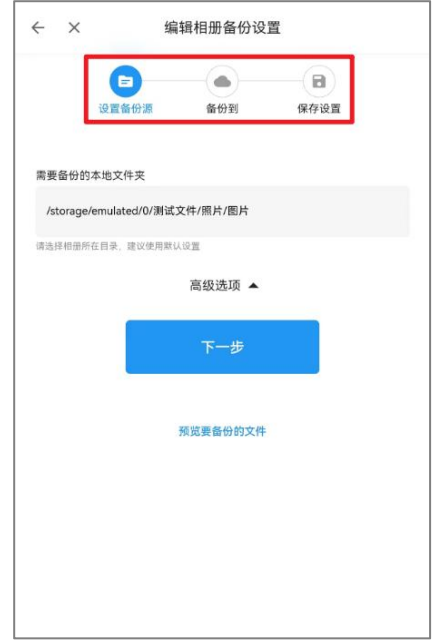 编辑相册备份设置
设置备份源 备份到 保存设置
需要备份的本地文件夹
/storage/emulated/0/测试文件/照片/图片
请选择相册所在目录，建议使用默认设置
高级选项
下一步
预览要备份的文件